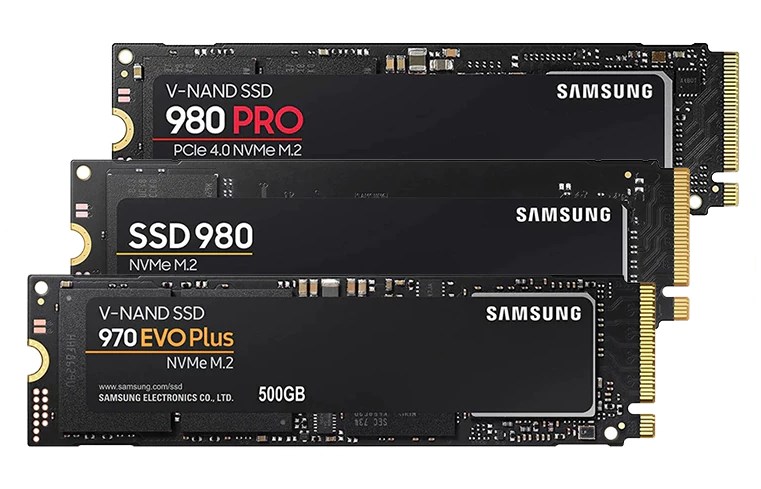 V-NAND SSD
SAMSUNG
980 PRO
PCIe 4.0 NVMe M.2
SAMSUNG
SSD 980
NVMe M.2
V-NAND SSD
SAMSUNG
970 EVO Plus
NVMe M.2
www.samsung.com/ssd
SAMSUNG ELECTRONICS CO., LTD.
500GB